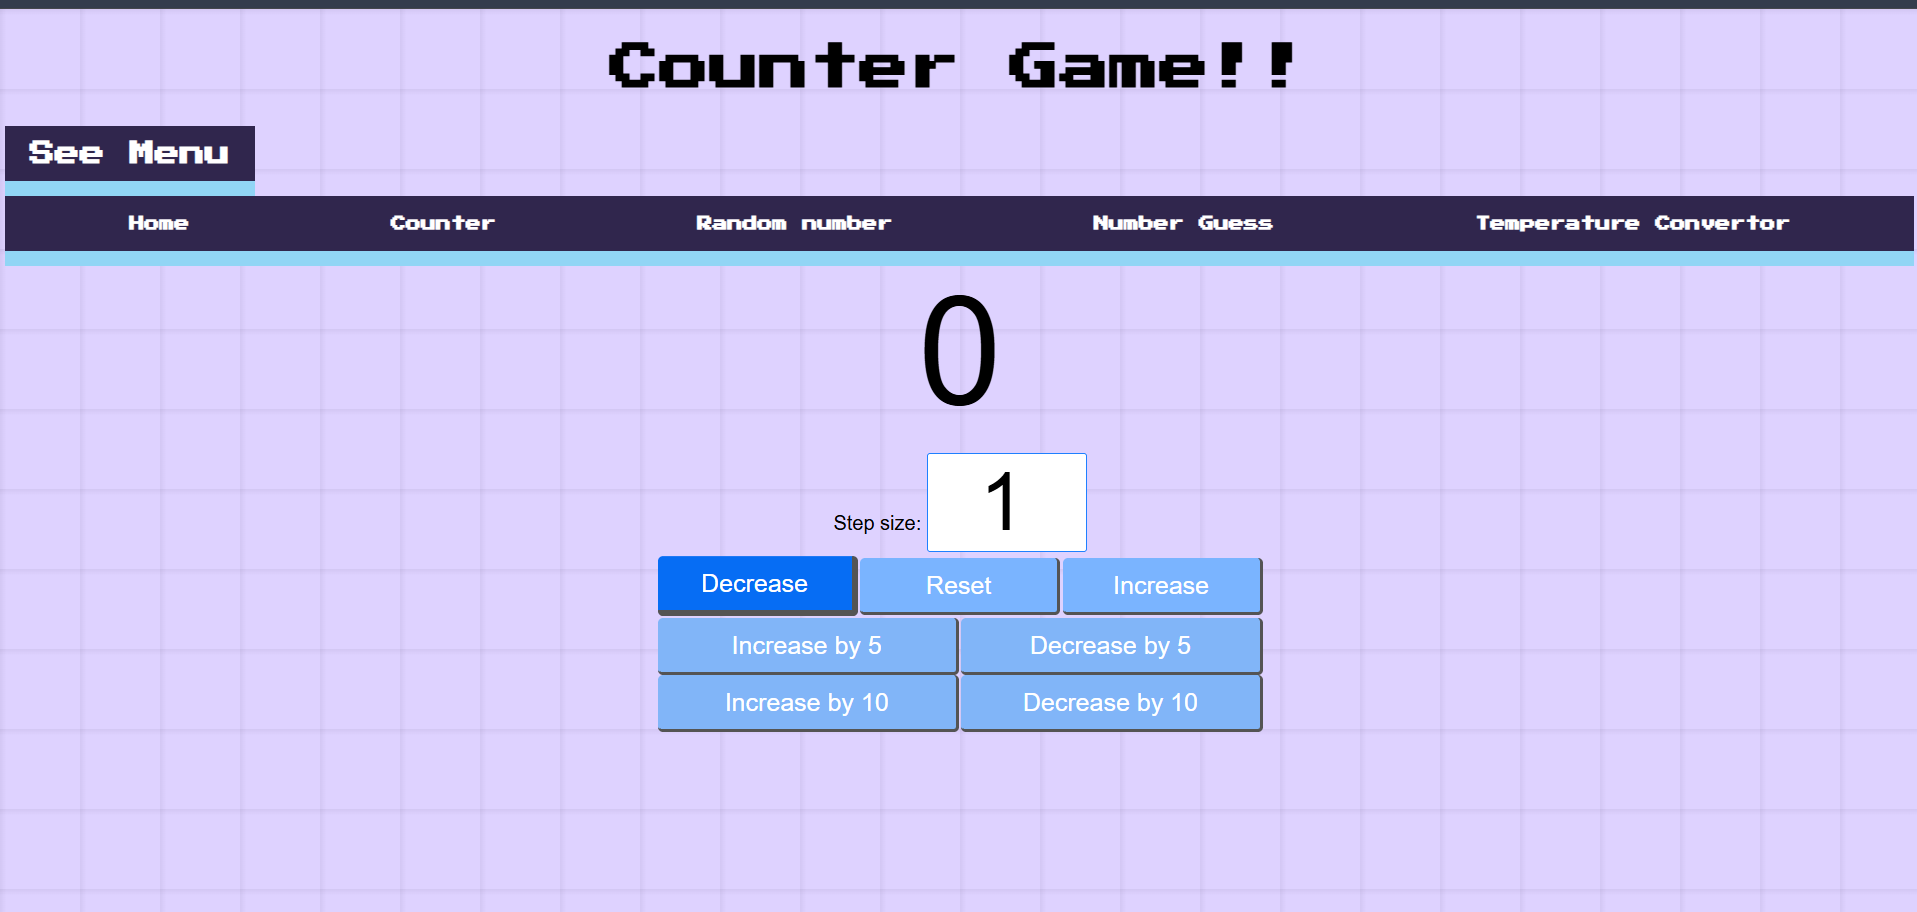 Counter Game!!
See Menu
Home Counter Random number Number Guess Temperature Convertor
0
Step size: 1
Decrease Reset Increase
Increase by 5 Decrease by 5
Increase by 10 Decrease by 10